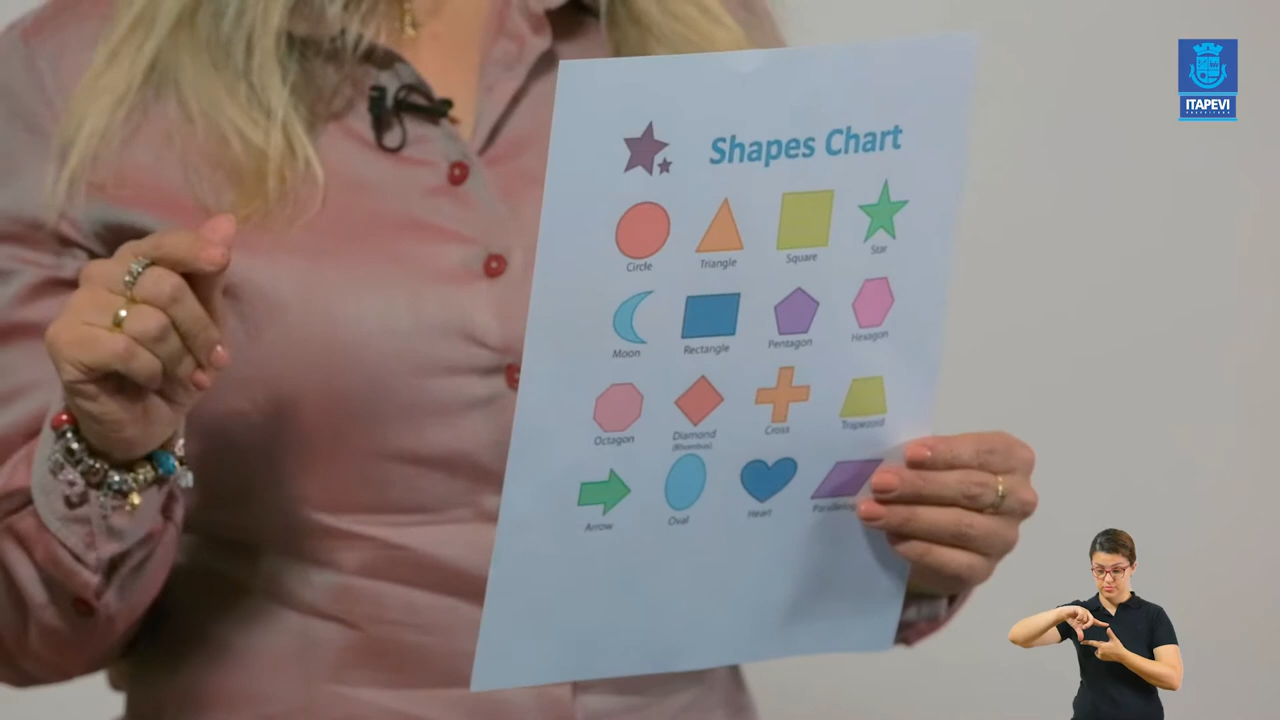 ITAPEVI
PREFEITURA
Shapes Chart
Circle
Triangle
Square
Star
Moon
Rectangle
Pentagon
Hexagon
Octagon
Diamond
(Rhombus)
Cross
Trapezoid
Arrow
Oval
Heart